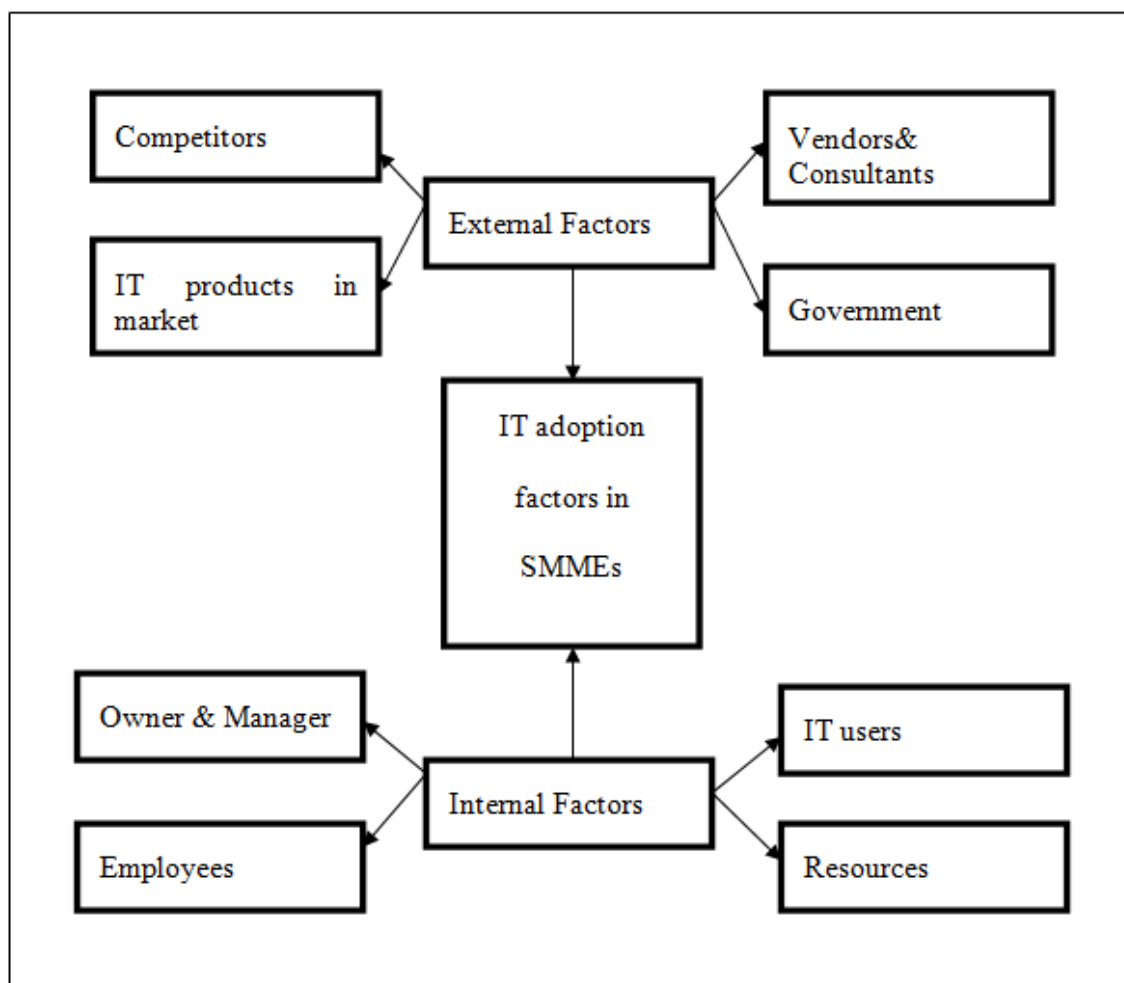 Competitors
Vendors&
Consultants
External Factors
IT products in
market
Government
IT adoption
factors in
SMMEs
Owner & Manager
IT users
Internal Factors
Employees
Resources